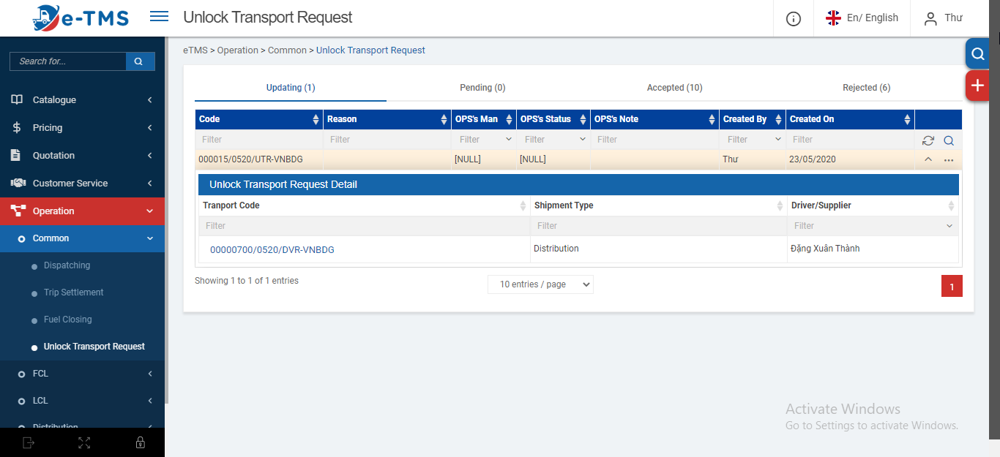 e-TMS
Unlock Transport Request
En/ English
Thư
eTMS > Operation > Common > Unlock Transport Request
Search for...
Catalogue
Pricing
Quotation
Customer Service
Operation
Common
Dispatching
Trip Settlement
Fuel Closing
Unlock Transport Request
FCL
LCL
Distribution
Updating (1) Pending (0) Accepted (10) Rejected (6)
Code Reason OPS's Man OPS's Status OPS's Note Created By Created On
Filter Filter Filter Filter Filter Filter Filter
000015/0520/UTR-VNBDG [NULL] [NULL] Thư 23/05/2020
Unlock Transport Request Detail
Tranport Code Shipment Type Driver/Supplier
Filter Filter Filter
00000700/0520/DVR-VNBDG Distribution Đặng Xuân Thành
Showing 1 to 1 of 1 entries 10 entries / page 1
Activate Windows
Go to Settings to activate Windows.